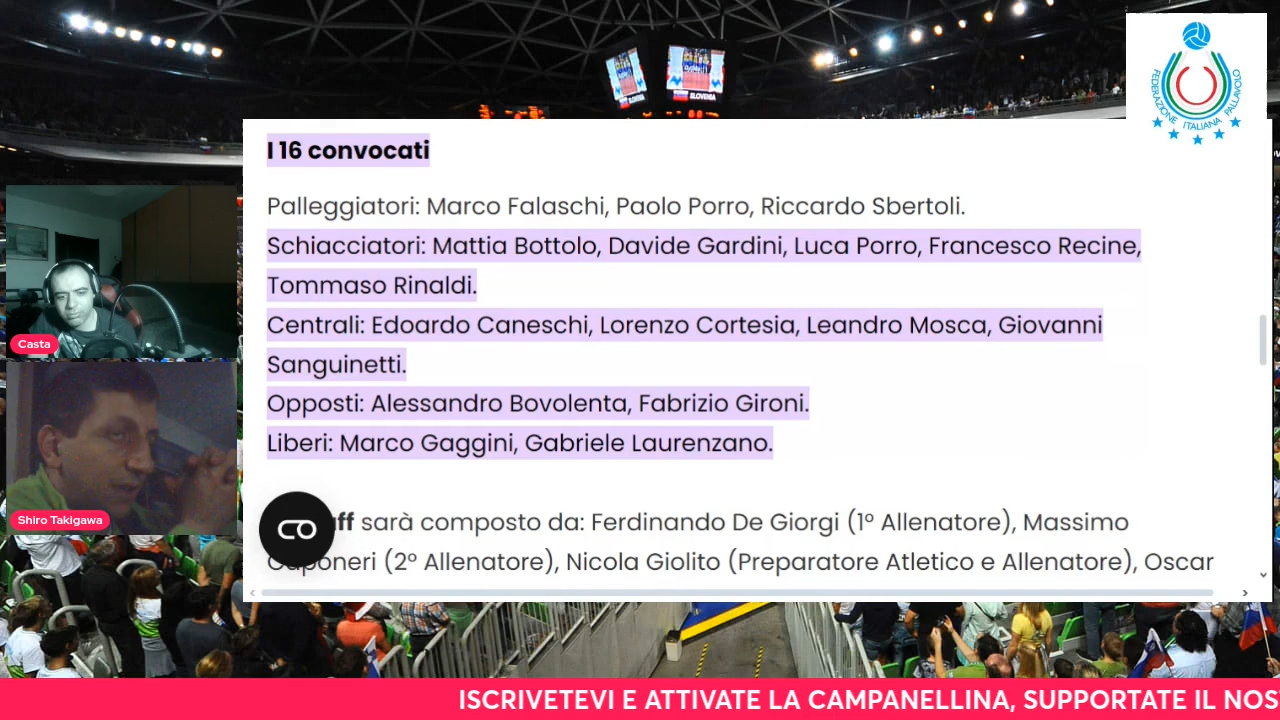 SLOVENIA
FEDERAZIONE ITALIANA PALLAVOLO
I 16 convocati
Palleggiatori: Marco Falaschi, Paolo Porro, Riccardo Sbertoli.
Schiacciatori: Mattia Bottolo, Davide Gardini, Luca Porro, Francesco Recine,
Tommaso Rinaldi.
Centrali: Edoardo Caneschi, Lorenzo Cortesia, Leandro Mosca, Giovanni
Sanguinetti.
Opposti: Alessandro Bovolenta, Fabrizio Gironi.
Liberi: Marco Gaggini, Gabriele Laurenzano.
sarà composto da: Ferdinando De Giorgi (1° Allenatore), Massimo
(2° Allenatore), Nicola Giolito (Preparatore Atletico e Allenatore), Oscar
Casta
Shiro Takigawa
ISCRIVETEVI E ATTIVATE LA CAMPANELLINA, SUPPORTATE IL NOS